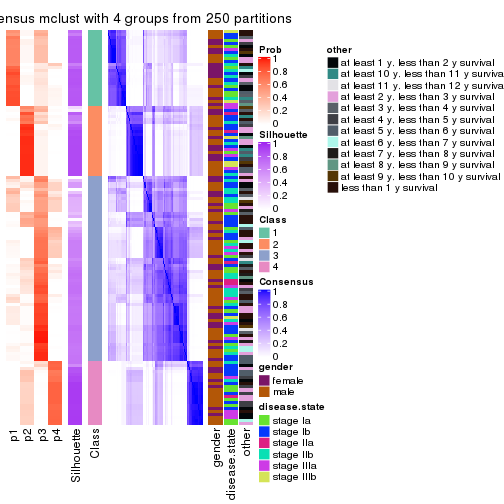 ensus mclust with 4 groups from 250 partitions
Prob
1
0.8
0.6
0.4
0.2
0
Silhouette
1
0.8
0.6
0.4
0.2
0
Class
1
2
3
4
Consensus
1
0.8
0.6
0.4
0.2
0
gender
female
male
disease.state
stage Ia
stage Ib
stage IIa
stage IIb
stage IIIa
stage IIIb
other
at least 1 y. less than 2 y survival
at least 10 y. less than 11 y surviva
at least 11 y. less than 12 y surviva
at least 2 y. less than 3 y survival
at least 3 y. less than 4 y survival
at least 4 y. less than 5 y survival
at least 5 y. less than 6 y survival
at least 6 y. less than 7 y survival
at least 7 y. less than 8 y survival
at least 8 y. less than 9 y survival
at least 9 y. less than 10 y survival
less than 1 y survival
p1
p2
p3
p4
Silhouette
Class
gender
disease.state
other